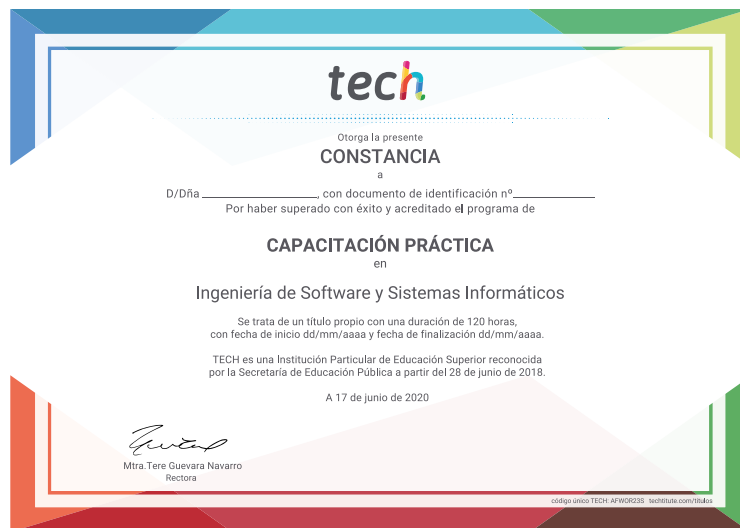 tech
Otorga la presente
CONSTANCIA
a
D/Dña ____________________, con documento de identificación nº______________
Por haber superado con éxito y acreditado el programa de
CAPACITACIÓN PRÁCTICA
en
Ingeniería de Software y Sistemas Informáticos
Se trata de un título propio con una duración de 120 horas,
con fecha de inicio dd/mm/aaaa y fecha de finalización dd/mm/aaaa.
TECH es una Institución Particular de Educación Superior reconocida
por la Secretaría de Educación Pública a partir del 28 de junio de 2018.
A 17 de junio de 2020
Mtra.Tere Guevara Navarro
Rectora
código único TECH: AFWOR23S techtitute.com/titulos